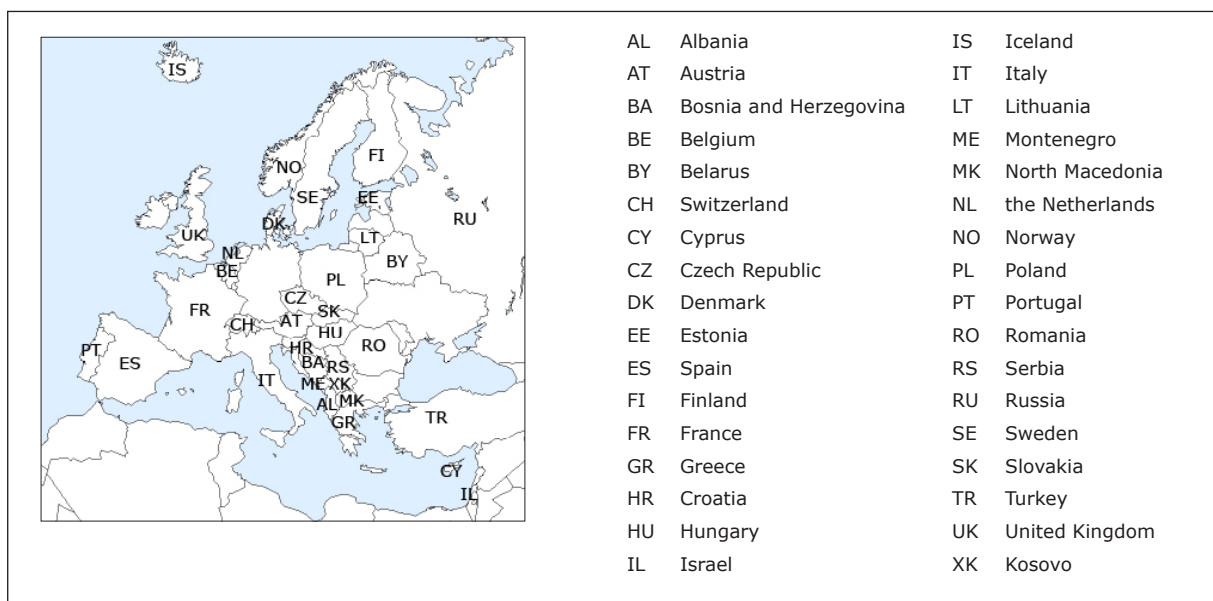 IS
NO
FI
SE
EE
RU
DK
LT
UK
NL
BY
BE
PL
CZ
SK
FR
CH
AT
HU
RO
HR
PT
BA
RS
ES
IT
ME
XK
AL
MK
GR
TR
CY
IL
AL Albania
AT Austria
BA Bosnia and Herzegovina
BE Belgium
BY Belarus
CH Switzerland
CY Cyprus
CZ Czech Republic
DK Denmark
EE Estonia
ES Spain
FI Finland
FR France
GR Greece
HR Croatia
HU Hungary
IL Israel
IS Iceland
IT Italy
LT Lithuania
ME Montenegro
MK North Macedonia
NL the Netherlands
NO Norway
PL Poland
PT Portugal
RO Romania
RS Serbia
RU Russia
SE Sweden
SK Slovakia
TR Turkey
UK United Kingdom
XK Kosovo